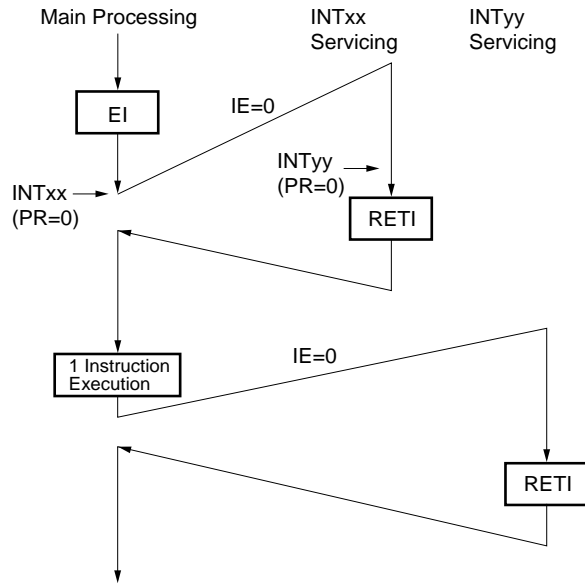 Main Processing
INTxx
Servicing
INTyy
Servicing
EI
IE=0
INTxx
(PR=0)
INTyy
(PR=0)
RETI
1 Instruction
Execution
IE=0
RETI